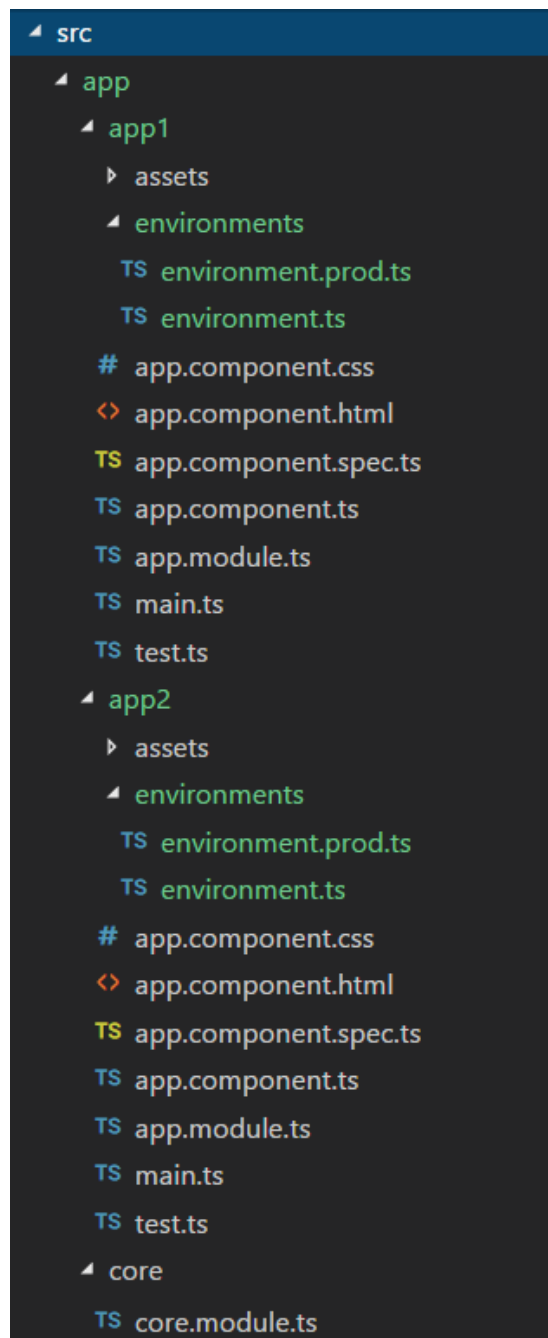 src
app
app1
assets
environments
TS environment.prod.ts
TS environment.ts
# app.component.css
<> app.component.html
TS app.component.spec.ts
TS app.component.ts
TS app.module.ts
TS main.ts
TS test.ts
app2
assets
environments
TS environment.prod.ts
TS environment.ts
# app.component.css
<> app.component.html
TS app.component.spec.ts
TS app.component.ts
TS app.module.ts
TS main.ts
TS test.ts
core
TS core.module.ts